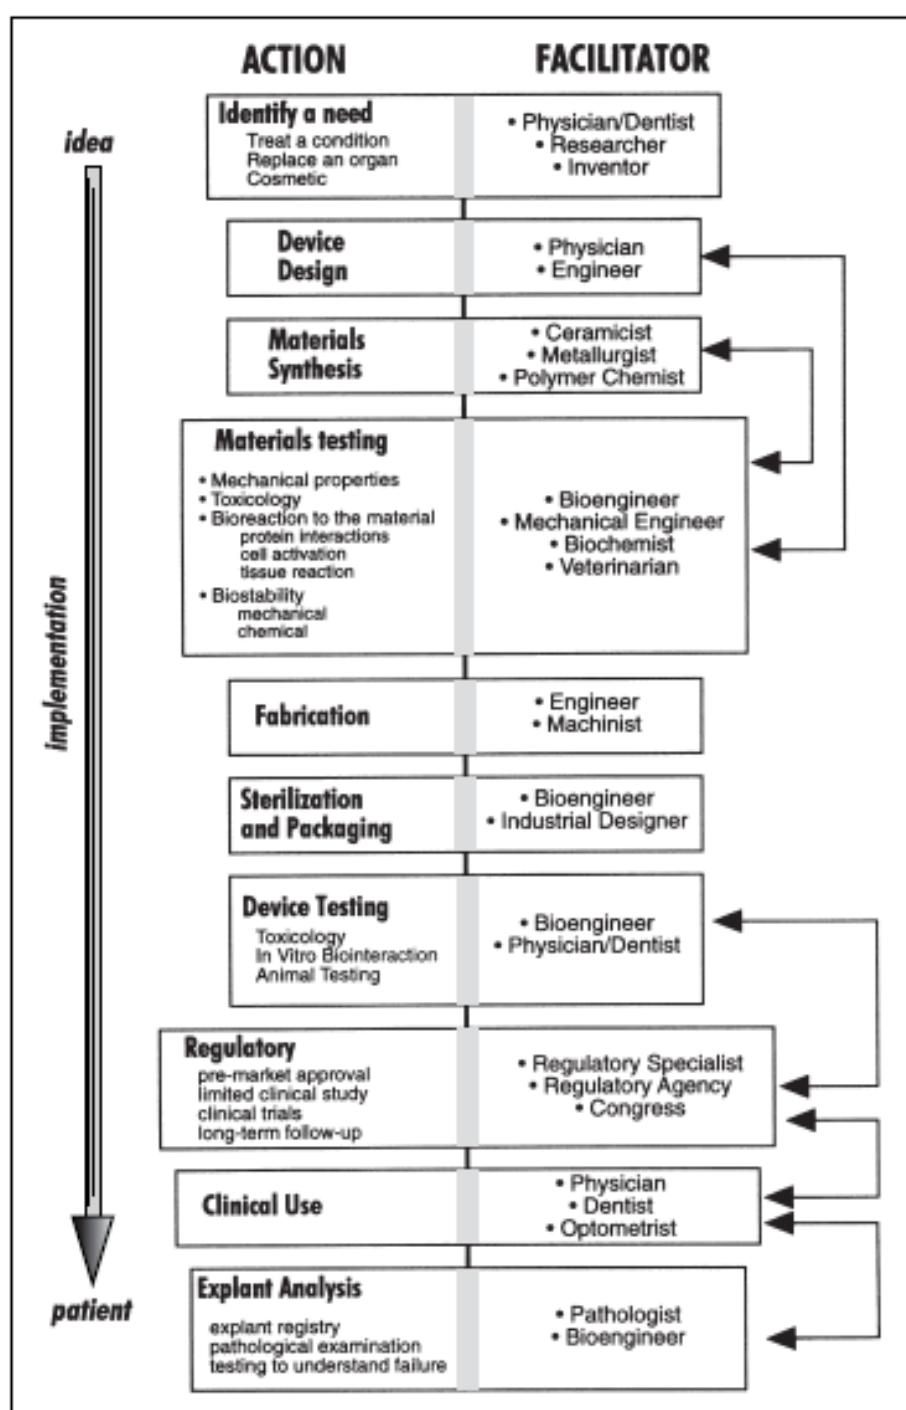 ACTION FACILITATOR
idea
Identify a need
Treat a condition
Replace an organ
Cosmetic
• Physician/Dentist
• Researcher
• Inventor
Device
Design
• Physician
• Engineer
Materials
Synthesis
• Ceramicist
• Metallurgist
• Polymer Chemist
Materials testing
• Mechanical properties
• Toxicology
• Bioreaction to the material
protein interactions
cell activation
tissue reaction
• Biostability
mechanical
chemical
• Bioengineer
• Mechanical Engineer
• Biochemist
• Veterinarian
implementation
Fabrication
• Engineer
• Machinist
Sterilization
and Packaging
• Bioengineer
• Industrial Designer
Device Testing
Toxicology
In Vitro Biointeraction
Animal Testing
• Bioengineer
• Physician/Dentist
Regulatory
pre-market approval
limited clinical study
clinical trials
long-term follow-up
• Regulatory Specialist
• Regulatory Agency
• Congress
Clinical Use
• Physician
• Dentist
• Optometrist
Explant Analysis
explant registry
pathological examination
testing to understand failure
• Pathologist
• Bioengineer
patient